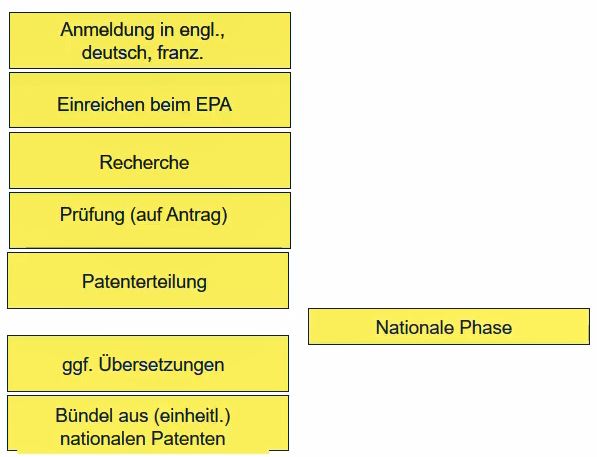 Anmeldung in engl.,
deutsch, franz.
Einreichen beim EPA
Recherche
Prüfung (auf Antrag)
Patenterteilung
Nationale Phase
ggf. Übersetzungen
Bündel aus (einheitl.)
nationalen Patenten